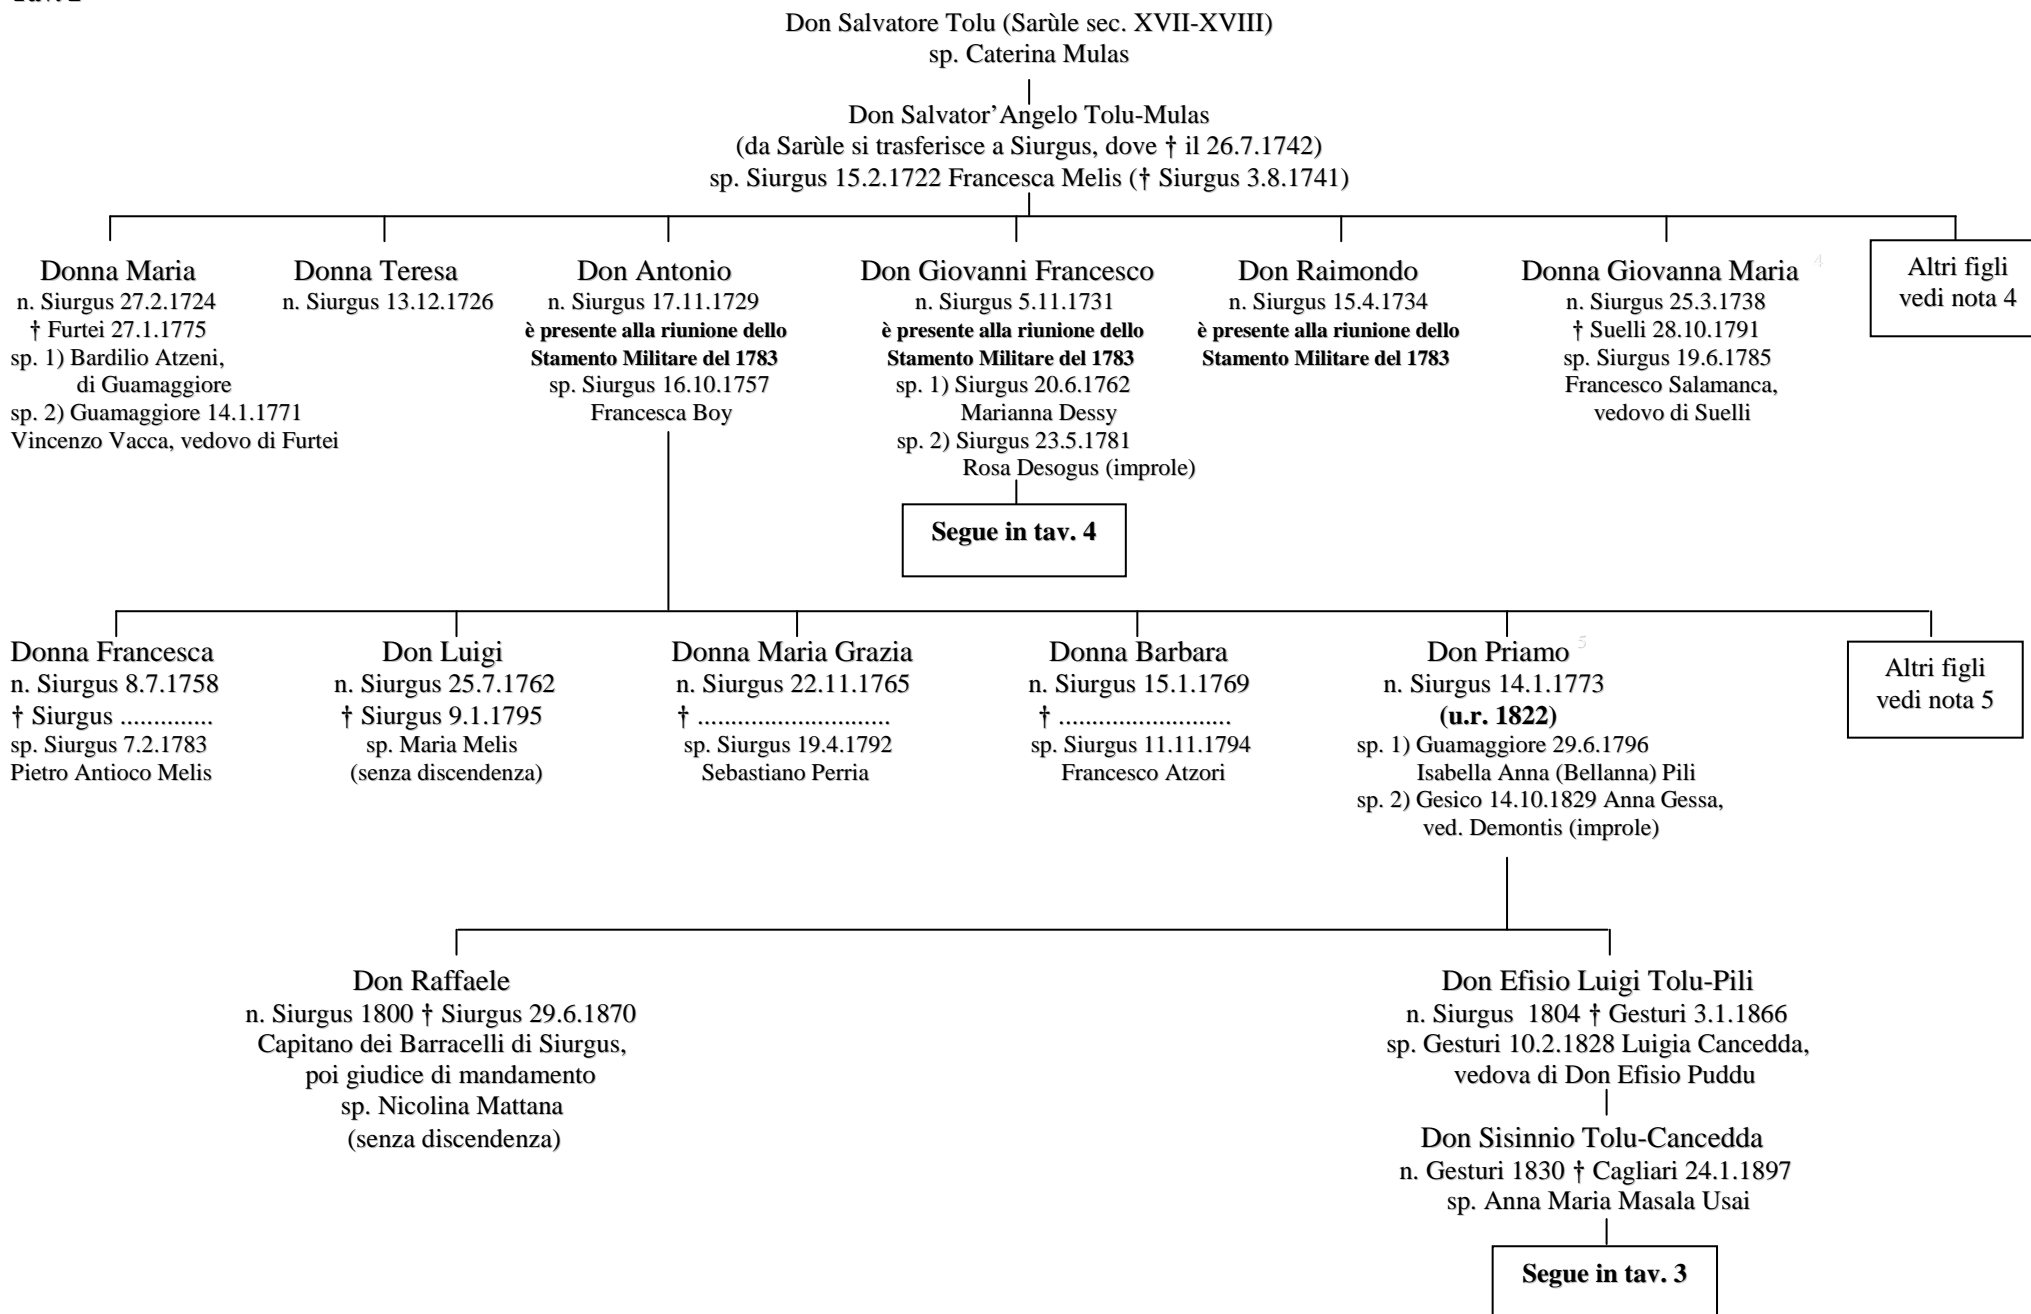 Don Salvatore Tolu (Sarùle sec. XVII-XVIII)
sp. Caterina Mulas
Don Salvator’Angelo Tolu-Mulas
(da Sarùle si trasferisce a Siurgus, dove † il 26.7.1742)
sp. Siurgus 15.2.1722 Francesca Melis († Siurgus 3.8.1741)
Donna Maria
n. Siurgus 27.2.1724
† Furtei 27.1.1775
sp. 1) Bardilio Atzeni,
di Guamaggiore
sp. 2) Guamaggiore 14.1.1771
Vincenzo Vacca, vedovo di Furtei
Donna Teresa
n. Siurgus 13.12.1726
Don Antonio
n. Siurgus 17.11.1729
è presente alla riunione dello
Stamento Militare del 1783
sp. Siurgus 16.10.1757
Francesca Boy
Don Giovanni Francesco
n. Siurgus 5.11.1731
è presente alla riunione dello
Stamento Militare del 1783
sp. 1) Siurgus 20.6.1762
Marianna Dessy
sp. 2) Siurgus 23.5.1781
Rosa Desogus (improle)
Segue in tav. 4
Don Raimondo
n. Siurgus 15.4.1734
è presente alla riunione dello
Stamento Militare del 1783
Donna Giovanna Maria 4
n. Siurgus 25.3.1738
† Suelli 28.10.1791
sp. Siurgus 19.6.1785
Francesco Salamanca,
vedovo di Suelli
Altri figli
vedi nota 4
Donna Francesca
n. Siurgus 8.7.1758
† Siurgus ..............
sp. Siurgus 7.2.1783
Pietro Antioco Melis
Don Luigi
n. Siurgus 25.7.1762
† Siurgus 9.1.1795
sp. Maria Melis
(senza discendenza)
Donna Maria Grazia
n. Siurgus 22.11.1765
† .............................
sp. Siurgus 19.4.1792
Sebastiano Perria
Donna Barbara
n. Siurgus 15.1.1769
† ..........................
sp. Siurgus 11.11.1794
Francesco Atzori
Don Priamo 5
n. Siurgus 14.1.1773
(u.r. 1822)
sp. 1) Guamaggiore 29.6.1796
Isabella Anna (Bellanna) Pili
sp. 2) Gesico 14.10.1829 Anna Gessa,
ved. Demontis (improle)
Altri figli
vedi nota 5
Don Raffaele
n. Siurgus 1800 † Siurgus 29.6.1870
Capitano dei Barracelli di Siurgus,
poi giudice di mandamento
sp. Nicolina Mattana
(senza discendenza)
Don Efisio Luigi Tolu-Pili
n. Siurgus 1804 † Gesturi 3.1.1866
sp. Gesturi 10.2.1828 Luigia Cancedda,
vedova di Don Efisio Puddu
Don Sisinnio Tolu-Cancedda
n. Gesturi 1830 † Cagliari 24.1.1897
sp. Anna Maria Masala Usai
Segue in tav. 3